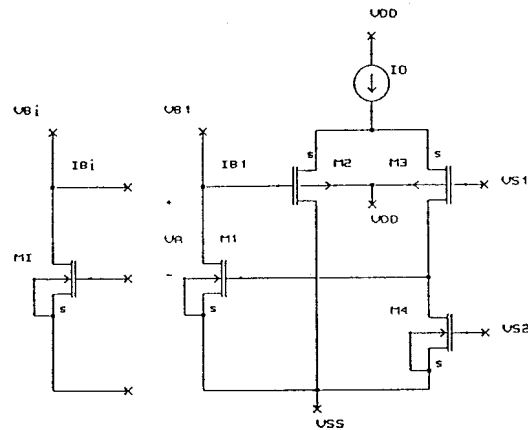 VDD
IO
VBi
VB1
IBi
IB1
s
s
M2
M3
VS1
+
VDD
MI
VA
M1
-
M4
s
s
VS2
s
VSS